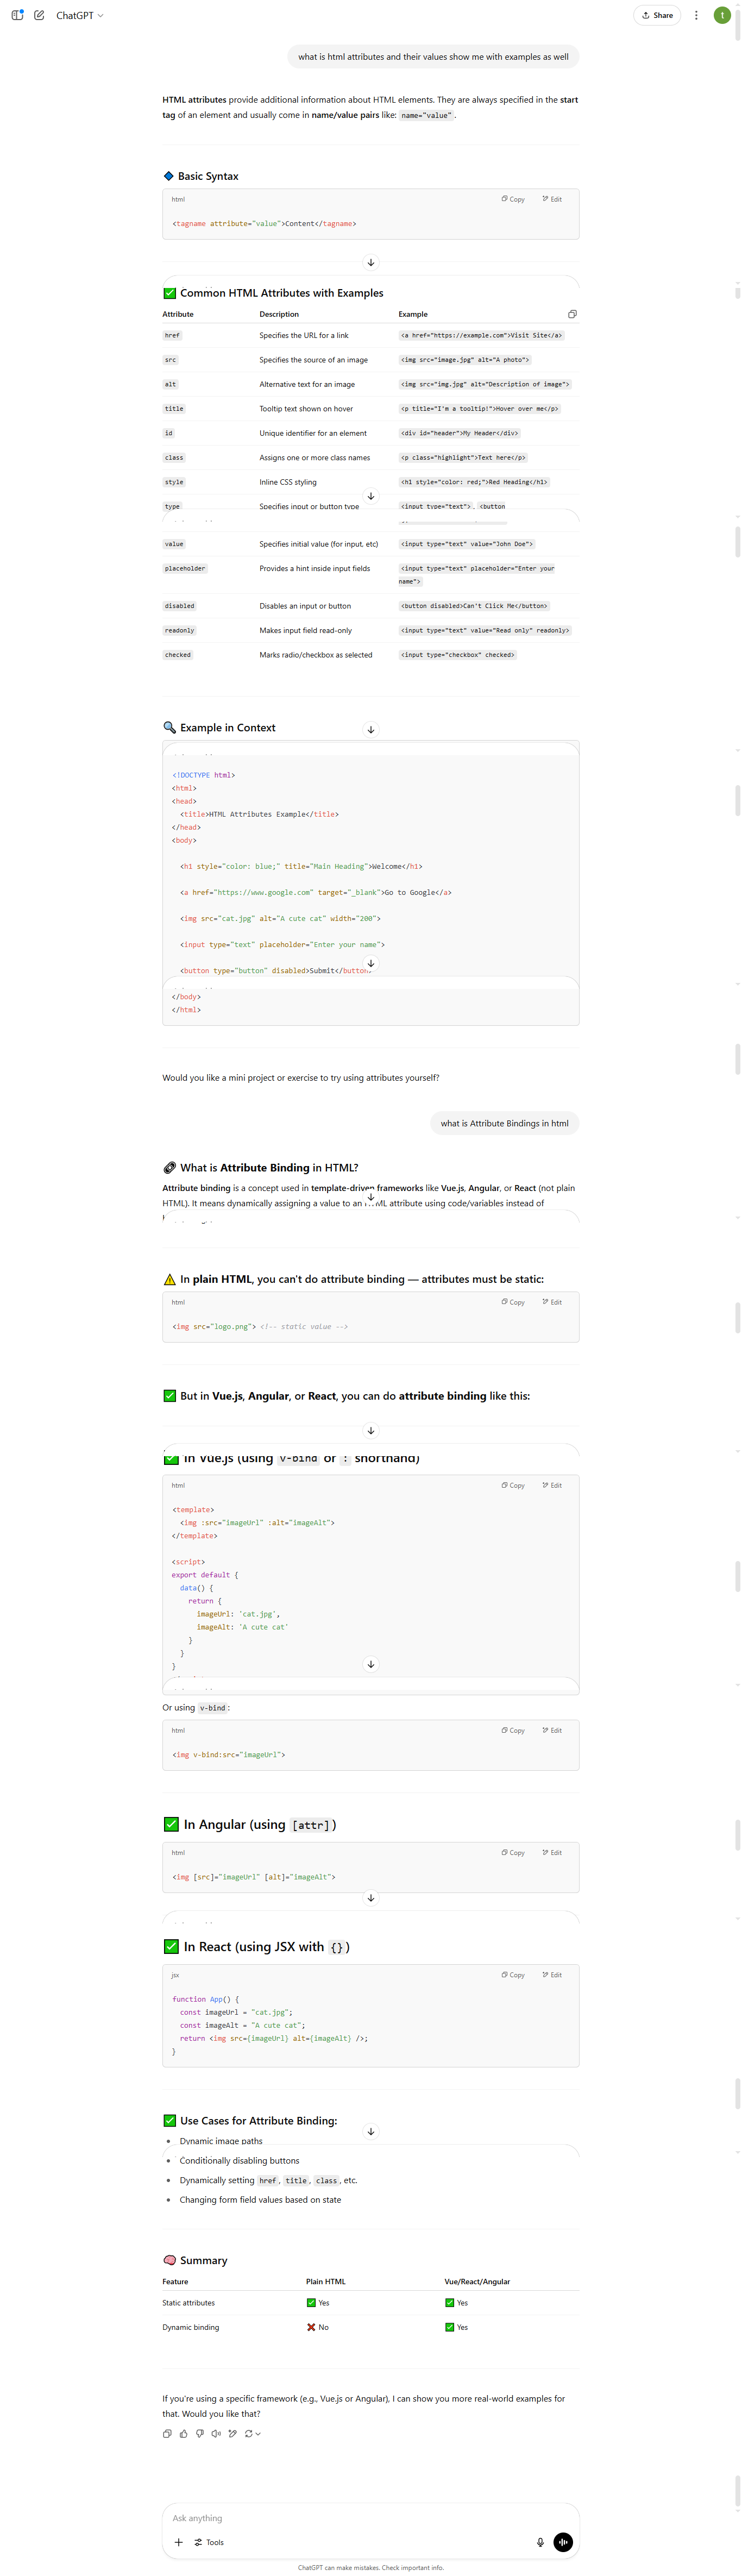 ChatGPT
Share
t
what is html attributes and their values show me with examples as well
HTML attributes provide additional information about HTML elements. They are always specified in the start
tag of an element and usually come in name/value pairs like: name="value".
Basic Syntax
html Copy Edit
<tagname attribute="value">Content</tagname>
Common HTML Attributes with Examples
Attribute Description Example
href Specifies the URL for a link <a href="https://example.com">Visit Site</a>
src Specifies the source of an image <img src="image.jpg" alt="A photo">
alt Alternative text for an image <img src="img.jpg" alt="Description of image">
title Tooltip text shown on hover <p title="I'm a tooltip!">Hover over me</p>
id Unique identifier for an element <div id="header">My Header</div>
class Assigns one or more class names <p class="highlight">Text here</p>
style Inline CSS styling <h1 style="color: red;">Red Heading</h1>
type Specifies input or button type <input type="text">, <button
value Specifies initial value (for input, etc) <input type="text" value="John Doe">
placeholder Provides a hint inside input fields <input type="text" placeholder="Enter your
name">
disabled Disables an input or button <button disabled>Can't Click Me</button>
readonly Makes input field read-only <input type="text" value="Read only" readonly>
checked Marks radio/checkbox as selected <input type="checkbox" checked>
Example in Context
<!DOCTYPE html>
<html>
<head>
<title>HTML Attributes Example</title>
</head>
<body>
<h1 style="color: blue;" title="Main Heading">Welcome</h1>
<a href="https://www.google.com" target="_blank">Go to Google</a>
<img src="cat.jpg" alt="A cute cat" width="200">
<input type="text" placeholder="Enter your name">
<button type="button" disabled>Submit</button>
</body>
</html>
Would you like a mini project or exercise to try using attributes yourself?
what is Attribute Bindings in html
What is Attribute Binding in HTML?
Attribute binding is a concept used in template-driven frameworks like Vue.js, Angular, or React (not plain
HTML). It means dynamically assigning a value to an HTML attribute using code/variables instead of
In plain HTML, you can't do attribute binding — attributes must be static:
html Copy Edit
<img src="logo.png"> <!-- static value -->
But in Vue.js, Angular, or React, you can do attribute binding like this:
In Vue.js (using v-bind or : shorthand)
html Copy Edit
<template>
<img :src="imageUrl" :alt="imageAlt">
</template>
<script>
export default {
data() {
return {
imageUrl: 'cat.jpg',
imageAlt: 'A cute cat'
}
}
}
Or using v-bind:
html Copy Edit
<img v-bind:src="imageUrl">
In Angular (using [attr])
html Copy Edit
<img [src]="imageUrl" [alt]="imageAlt">
In React (using JSX with {})
jsx Copy Edit
function App() {
const imageUrl = "cat.jpg";
const imageAlt = "A cute cat";
return <img src={imageUrl} alt={imageAlt} />;
}
Use Cases for Attribute Binding:
Dynamic image paths
Conditionally disabling buttons
Dynamically setting href, title, class, etc.
Changing form field values based on state
Summary
Feature Plain HTML Vue/React/Angular
Static attributes Yes Yes
Dynamic binding No Yes
If you're using a specific framework (e.g., Vue.js or Angular), I can show you more real-world examples for
that. Would you like that?
Ask anything
Tools
ChatGPT can make mistakes. Check important info.